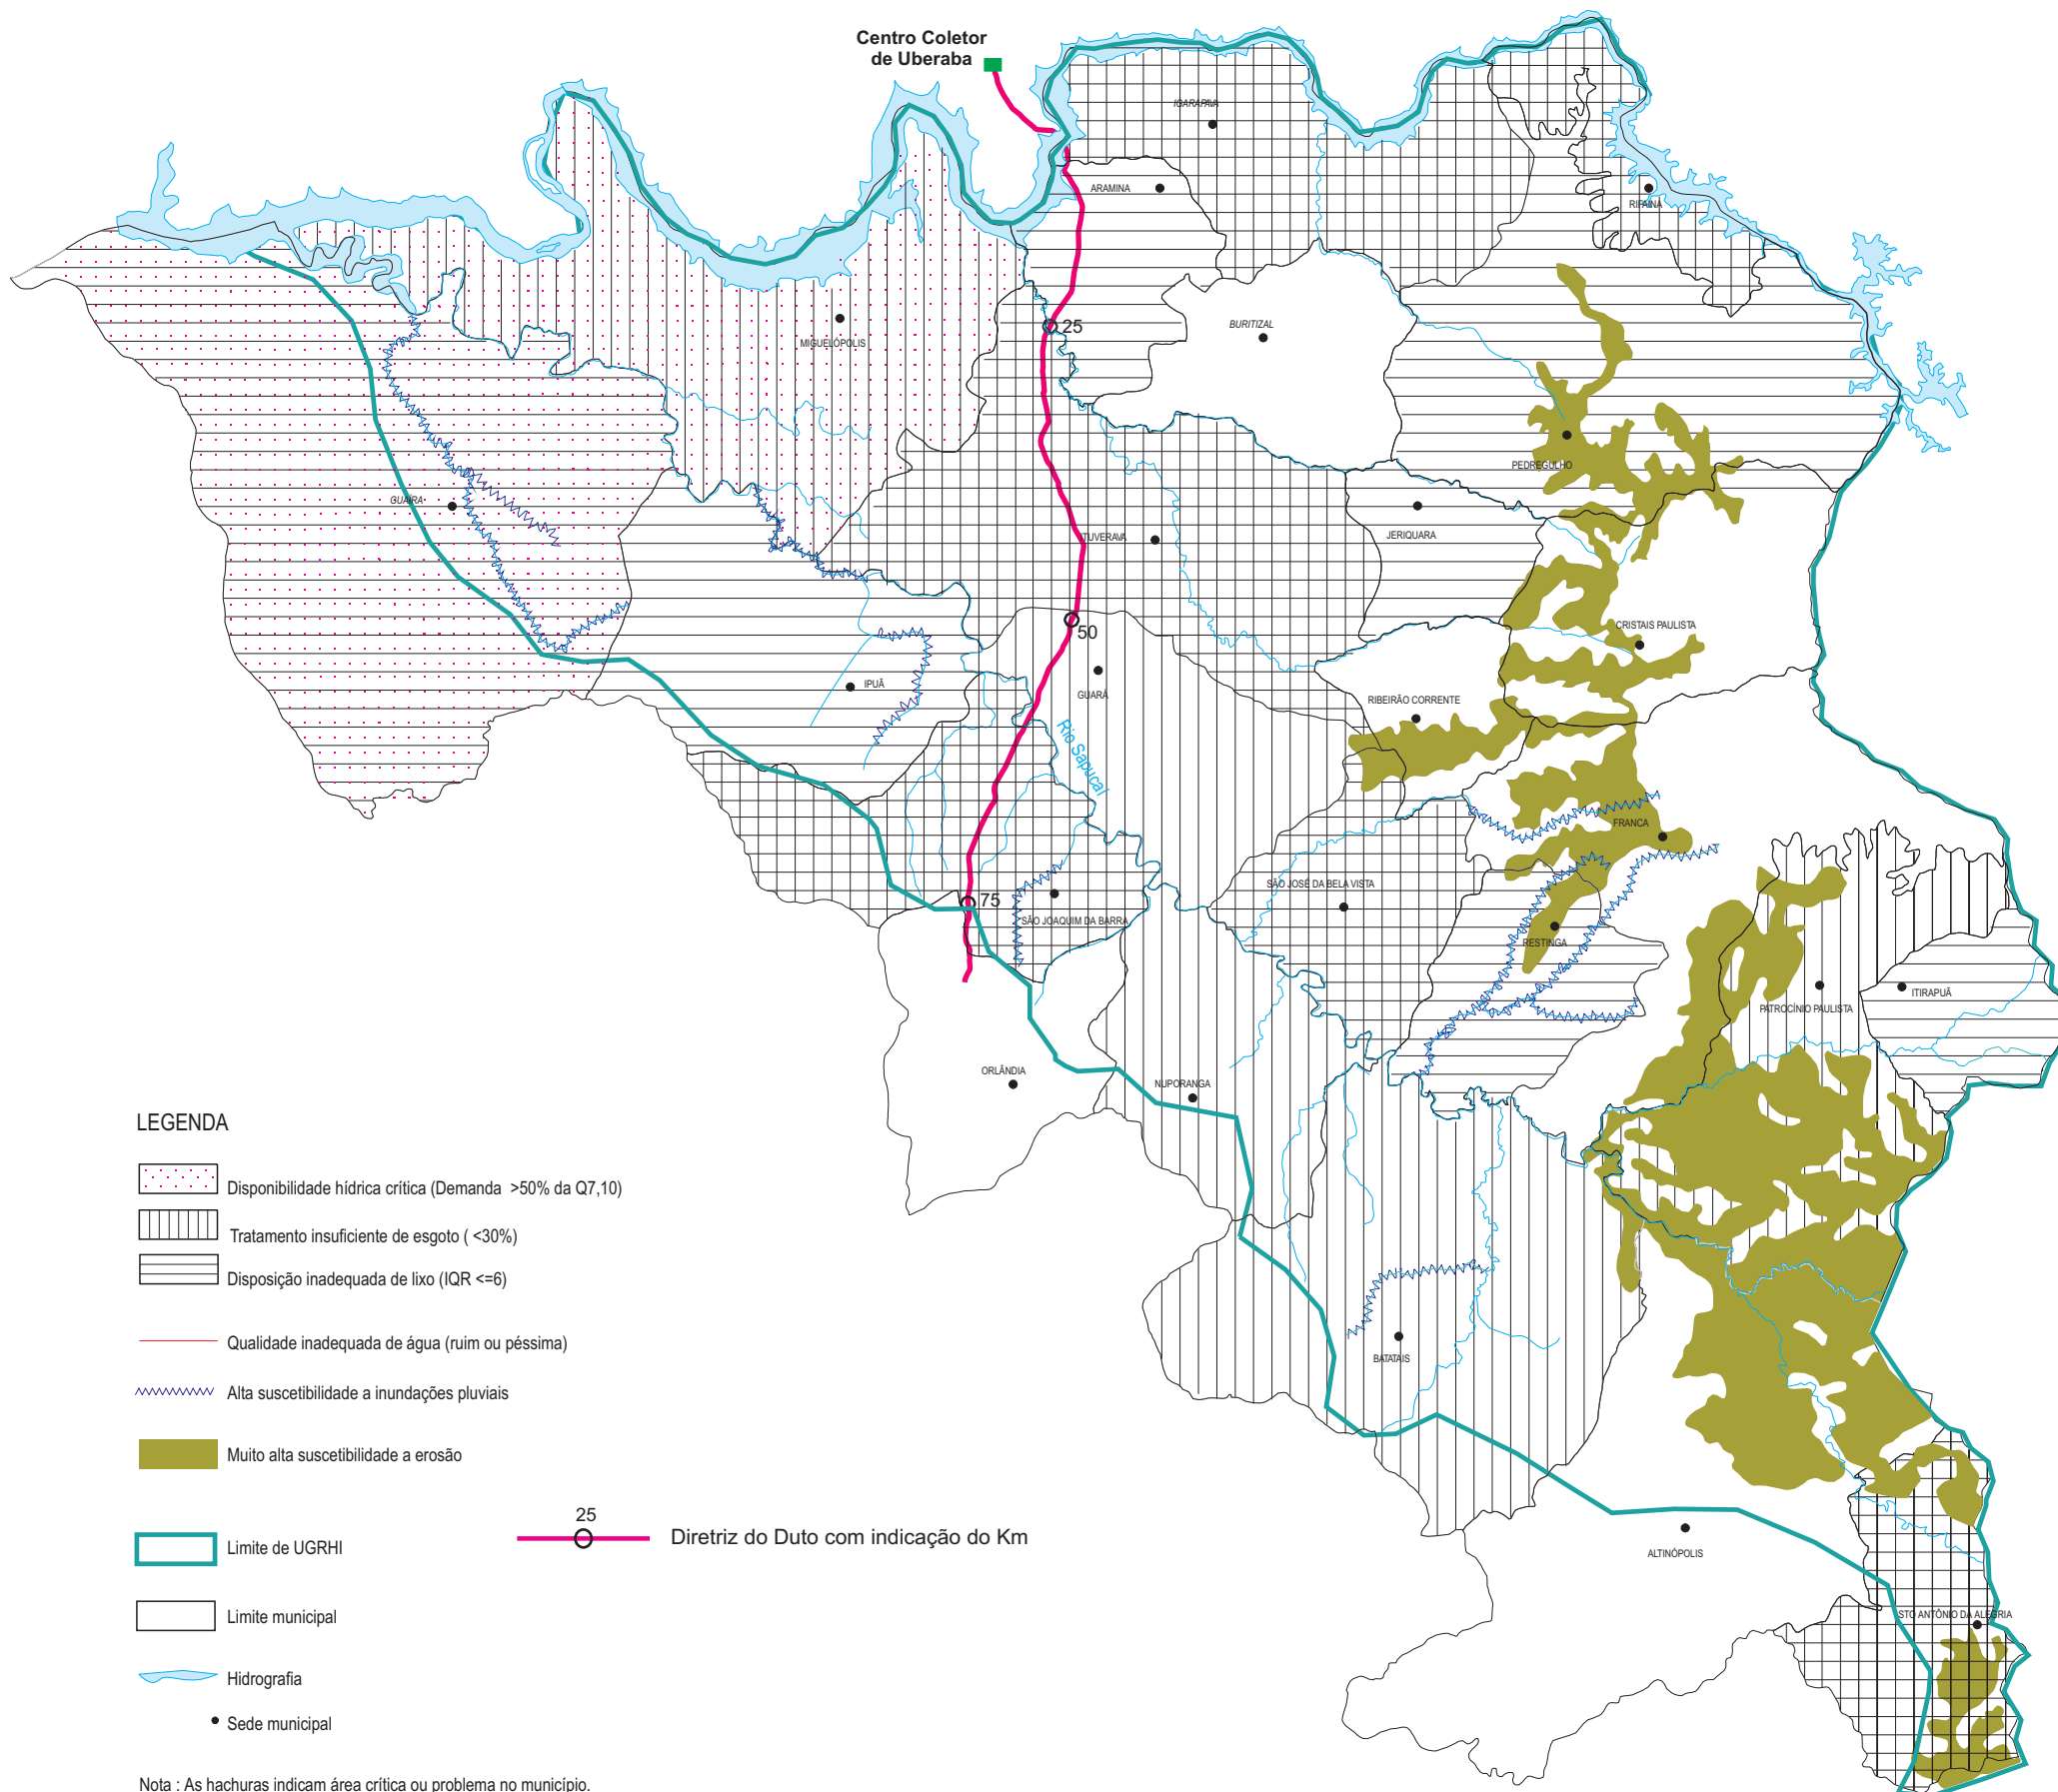 Centro Coletor
de Uberaba
IGARAPAVA
ARAMINA
RIFAINA
BURITIZAL
25
MIGUELÓPOLIS
PEDREGULHO
GUAÍRA
JERIQUARA
ITUVERAVA
50
CRISTAIS PAULISTA
IPUÃ
GUARÁ
RIBEIRÃO CORRENTE
Rio Sapucaí
FRANCA
SÃO JOSÉ DA BELA VISTA
75
SÃO JOAQUIM DA BARRA
RESTINGA
ITIRAPUÃ
PATROCÍNIO PAULISTA
ORLÂNDIA
NUPORANGA
BATATAIS
ALTINÓPOLIS
STO ANTÔNIO DA ALEGRIA
LEGENDA
Disponibilidade hídrica crítica (Demanda >50% da Q7,10)
Tratamento insuficiente de esgoto ( <30%)
Disposição inadequada de lixo (IQR <=6)
Qualidade inadequada de água (ruim ou péssima)
Alta suscetibilidade a inundações pluviais
Muito alta suscetibilidade a erosão
Limite de UGRHI
25
Diretriz do Duto com indicação do Km
Limite municipal
Hidrografia
Sede municipal
Nota : As hachuras indicam área crítica ou problema no município.